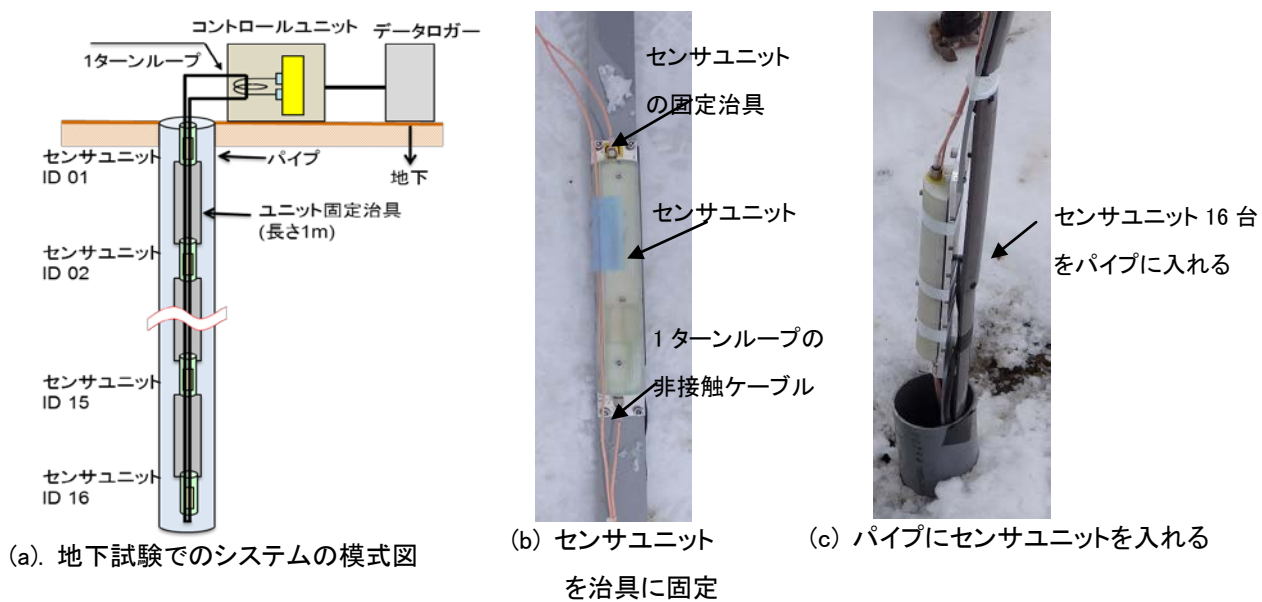 コントロールユニット
データロガー
1ターンループ
センサユニット
ID 01
パイプ
地下
ユニット固定治具
(長さ1m)
センサユニット
ID 02
センサユニット
ID 15
センサユニット
ID 16
(a). 地下試験でのシステムの模式図
センサユニット
の固定治具
センサユニット
1 ターンループの
非接触ケーブル
(b) センサユニット
を治具に固定
センサユニット 16 台
をパイプに入れる
(c) パイプにセンサユニットを入れる